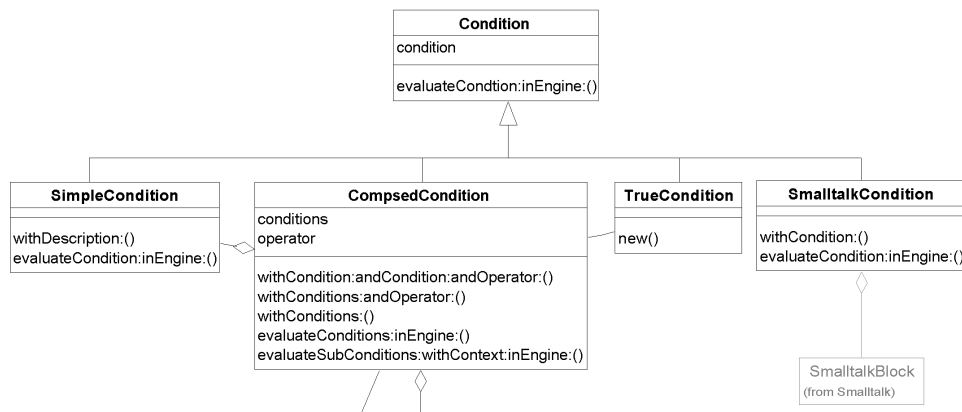 Condition
condition
evaluateCondtion:inEngine:()
SimpleCondition
withDescription:()
evaluateCondition:inEngine:()
CompsedCondition
conditions
operator
withCondition:andCondition:andOperator:()
withConditions:andOperator:()
withConditions:()
evaluateConditions:inEngine:()
evaluateSubConditions:withContext:inEngine:()
TrueCondition
new()
SmalltalkCondition
withCondition:()
evaluateCondition:inEngine:()
SmalltalkBlock
(from Smalltalk)